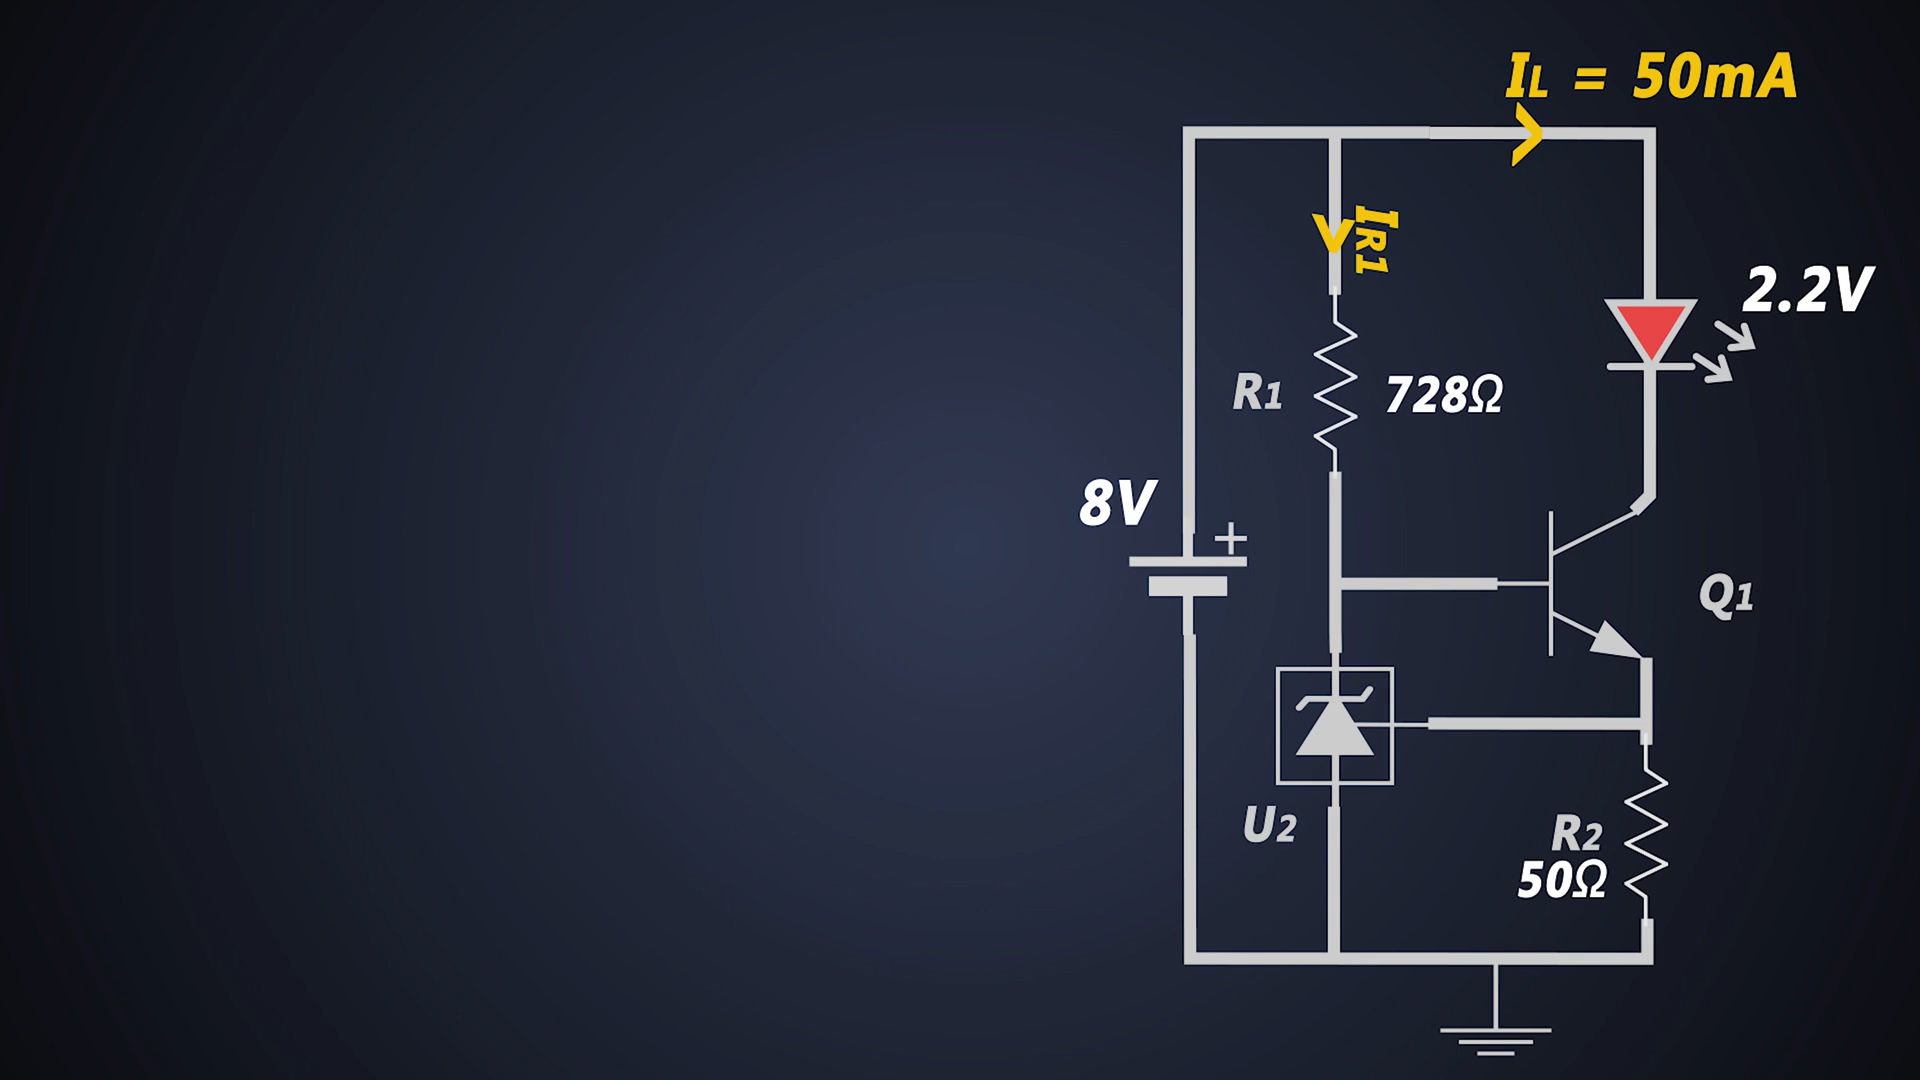 IL = 50mA
IR1
2.2V
R1
728Ω
8V
+
Q1
U2
R2
50Ω